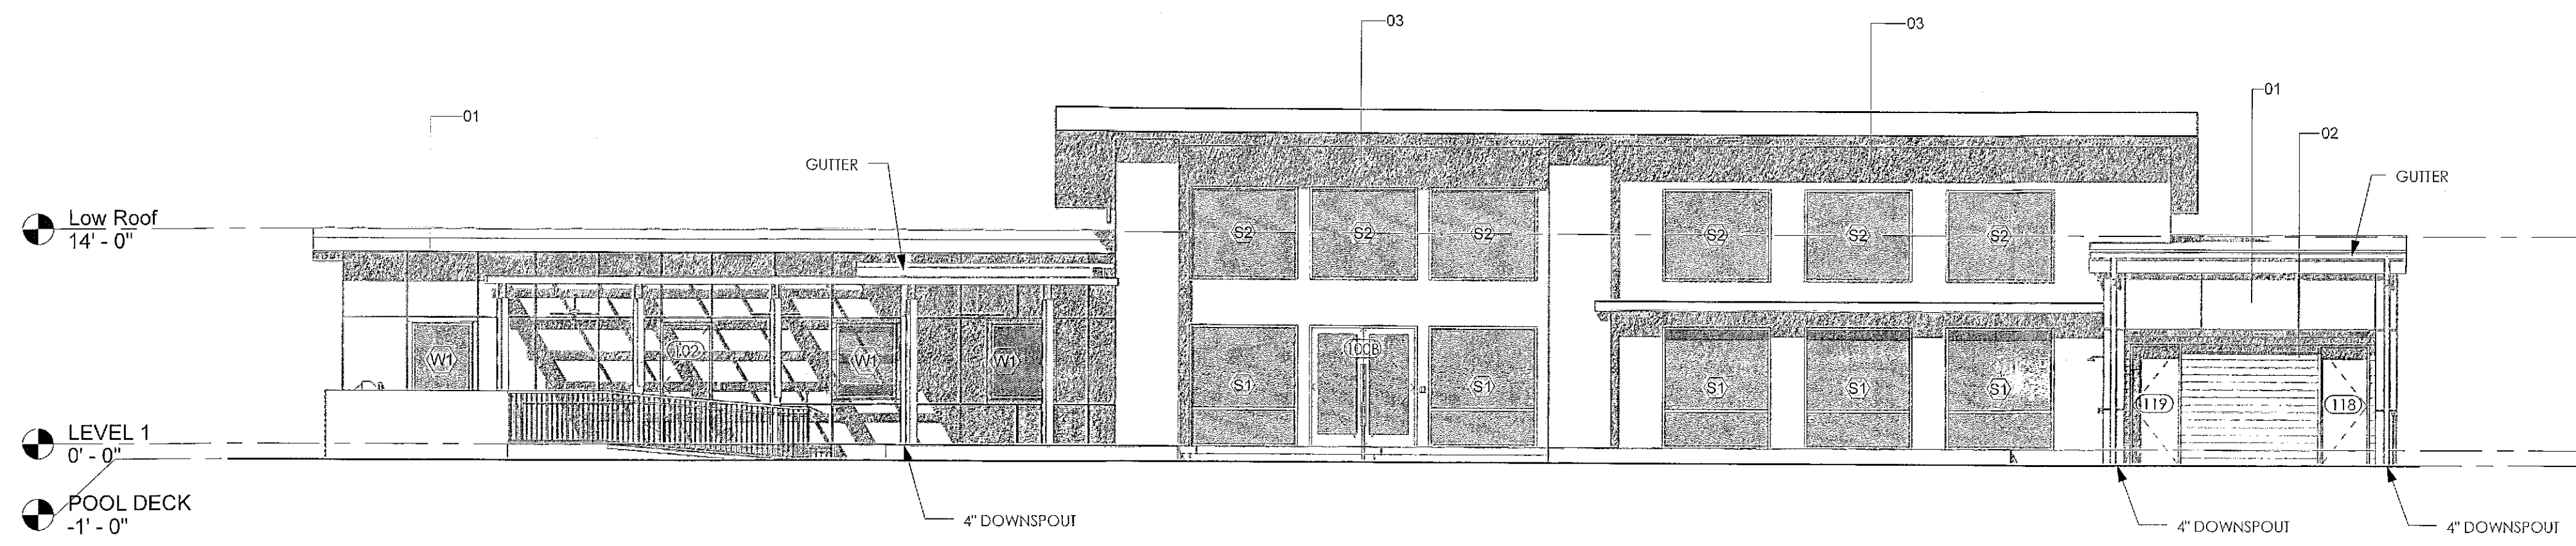 03
03
01
01
02
GUTTER
GUTTER
Low Roof
14' - 0"
S2
S2
S2
S2
S2
S2
W1
102
W1
W1
100B
S1
S1
S1
S1
S1
119
118
LEVEL 1
0' - 0"
POOL DECK
-1' - 0"
4" DOWNSPOUT
4" DOWNSPOUT
4" DOWNSPOUT